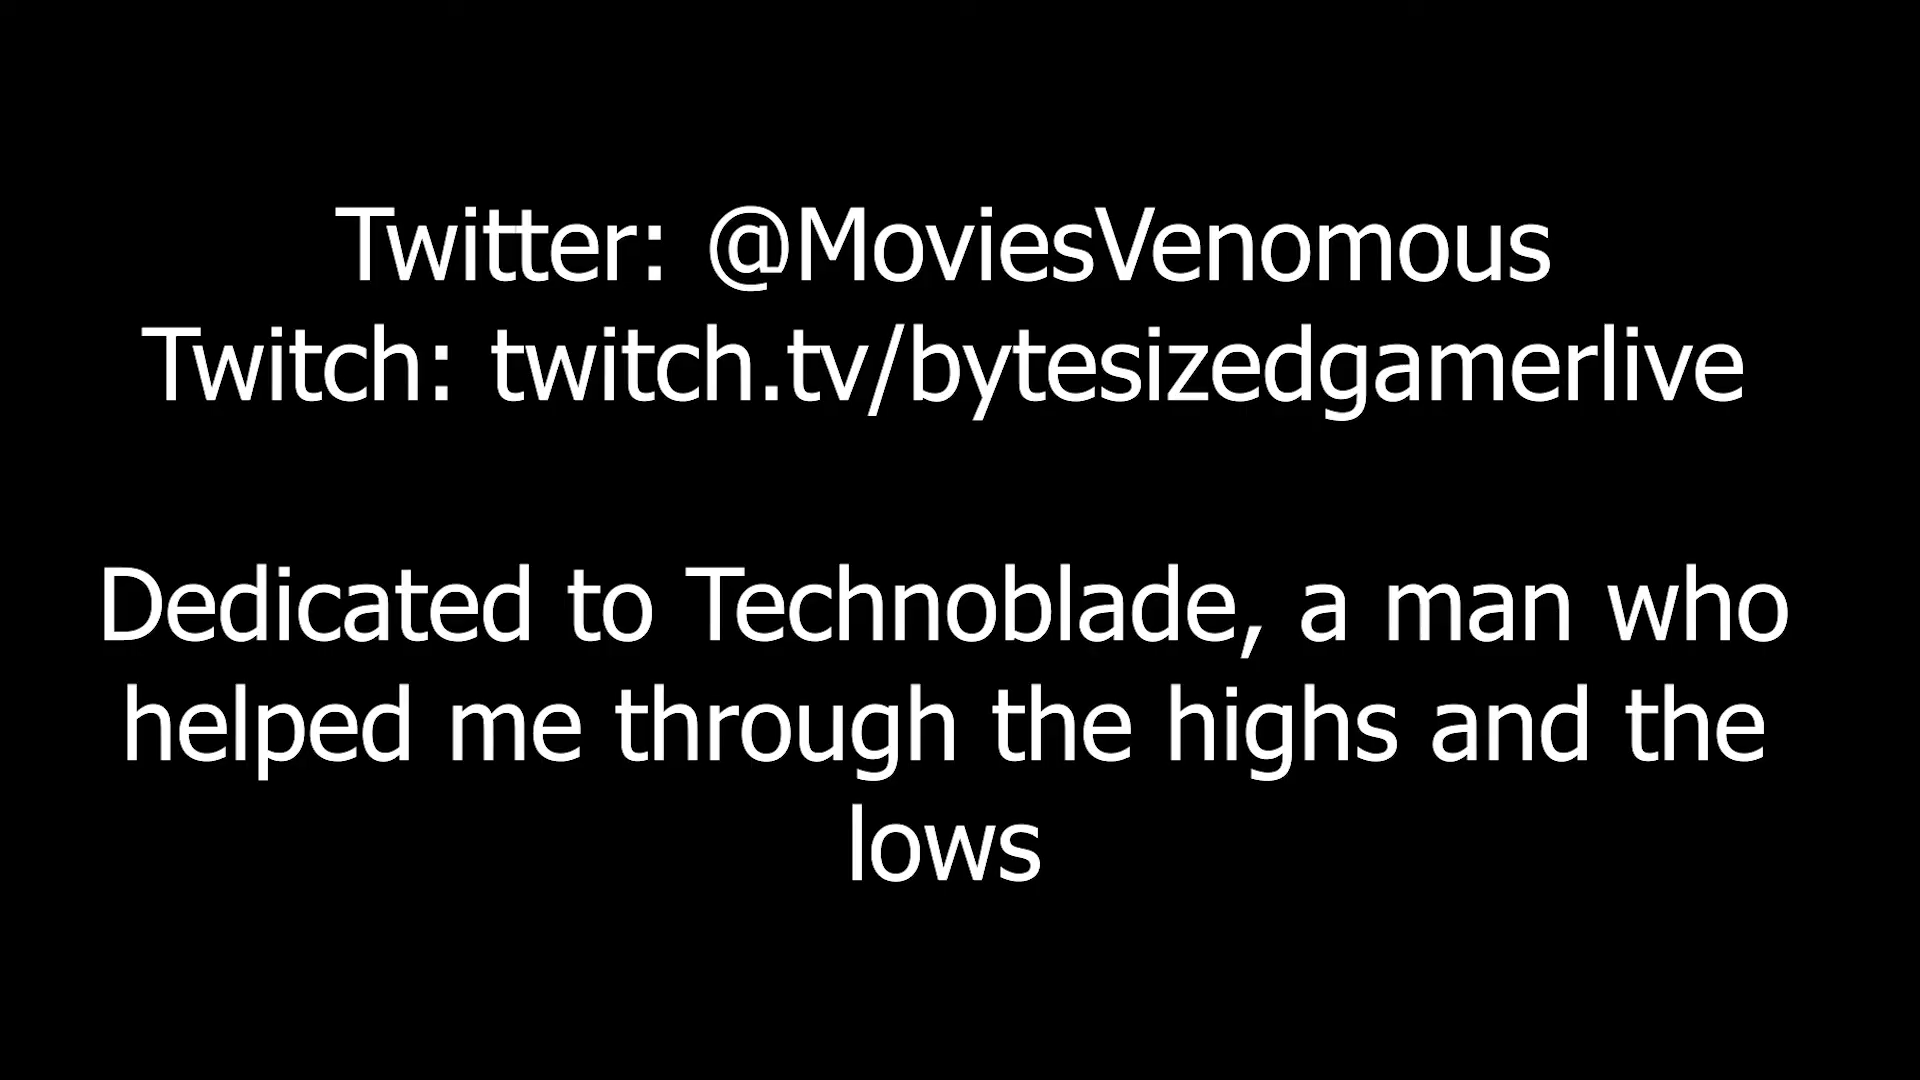 Twitter: @MoviesVenomous
Twitch: twitch.tv/bytesizedgamerlive
Dedicated to Technoblade, a man who
helped me through the highs and the
lows